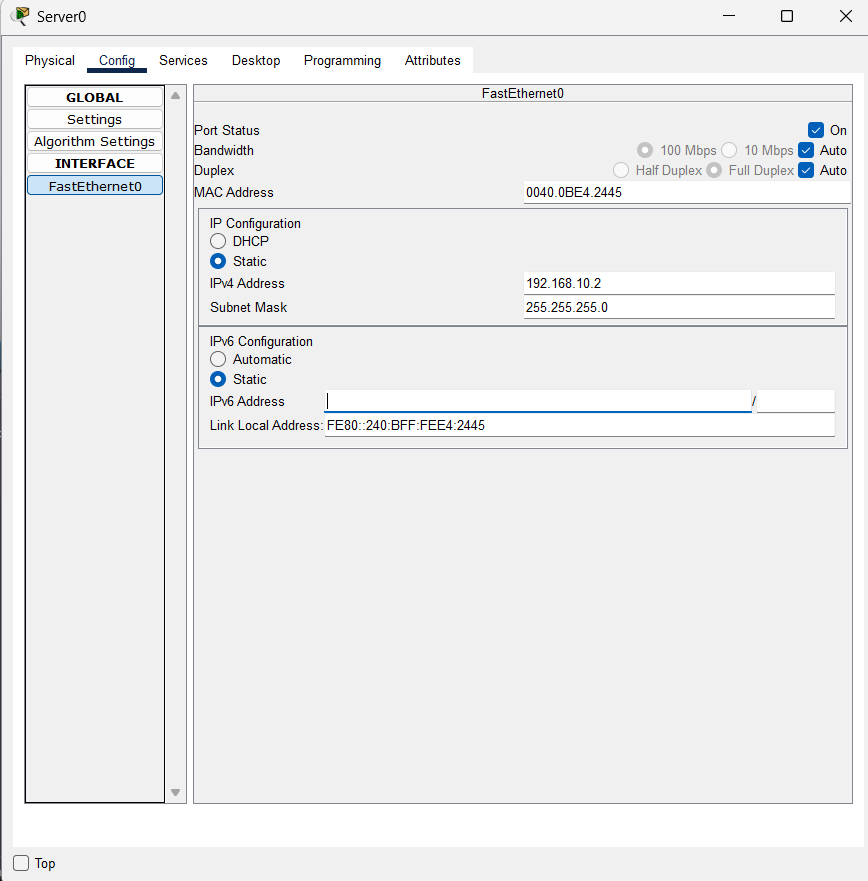 Server0
Physical Config Services Desktop Programming Attributes
GLOBAL
Settings
Algorithm Settings
INTERFACE
FastEthernet0
FastEthernet0
Port Status On
Bandwidth 100 Mbps 10 Mbps Auto
Duplex Half Duplex Full Duplex Auto
MAC Address 0040.0BE4.2445
IP Configuration
DHCP
Static
IPv4 Address 192.168.10.2
Subnet Mask 255.255.255.0
IPv6 Configuration
Automatic
Static
IPv6 Address /
Link Local Address: FE80::240:BFF:FEE4:2445
Top